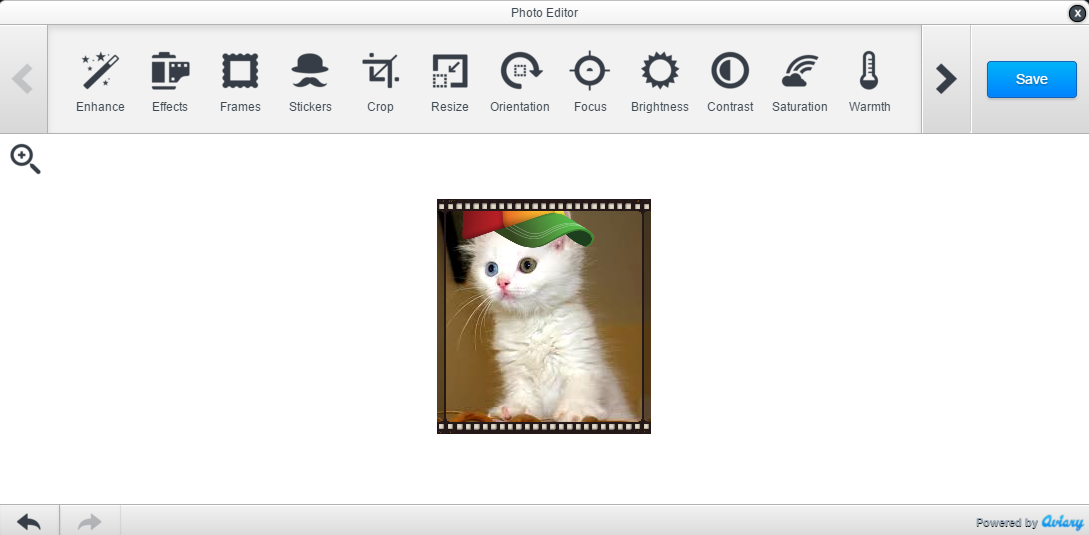 Photo Editor
x
Enhance
Effects
Frames
Stickers
Crop
Resize
Orientation
Focus
Brightness
Contrast
Saturation
Warmth
Save
Powered by Aviary